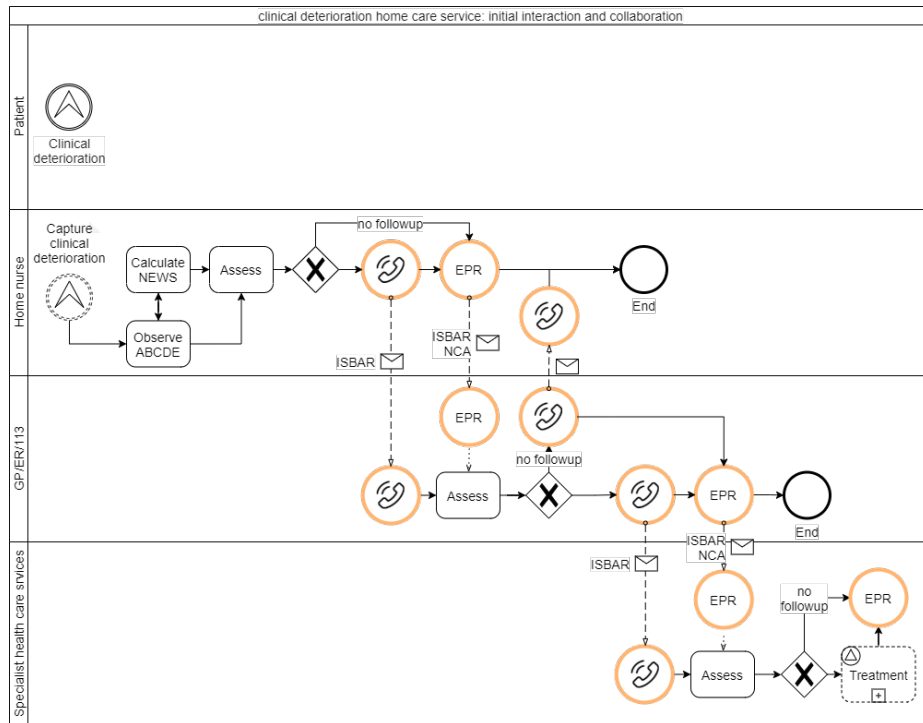 clinical deterioration home care service: initial interaction and collaboration
Patient
Clinical
deterioration
Home nurse
Capture
clinical
deterioration
Calculate
NEWS
Observe
ABCDE
Assess
no followup
EPR
End
ISBAR
ISBAR
NCA
GP/ER/113
EPR
no followup
Assess
EPR
End
ISBAR
ISBAR
NCA
Specialist health care srvices
EPR
Assess
no
followup
EPR
Treatment